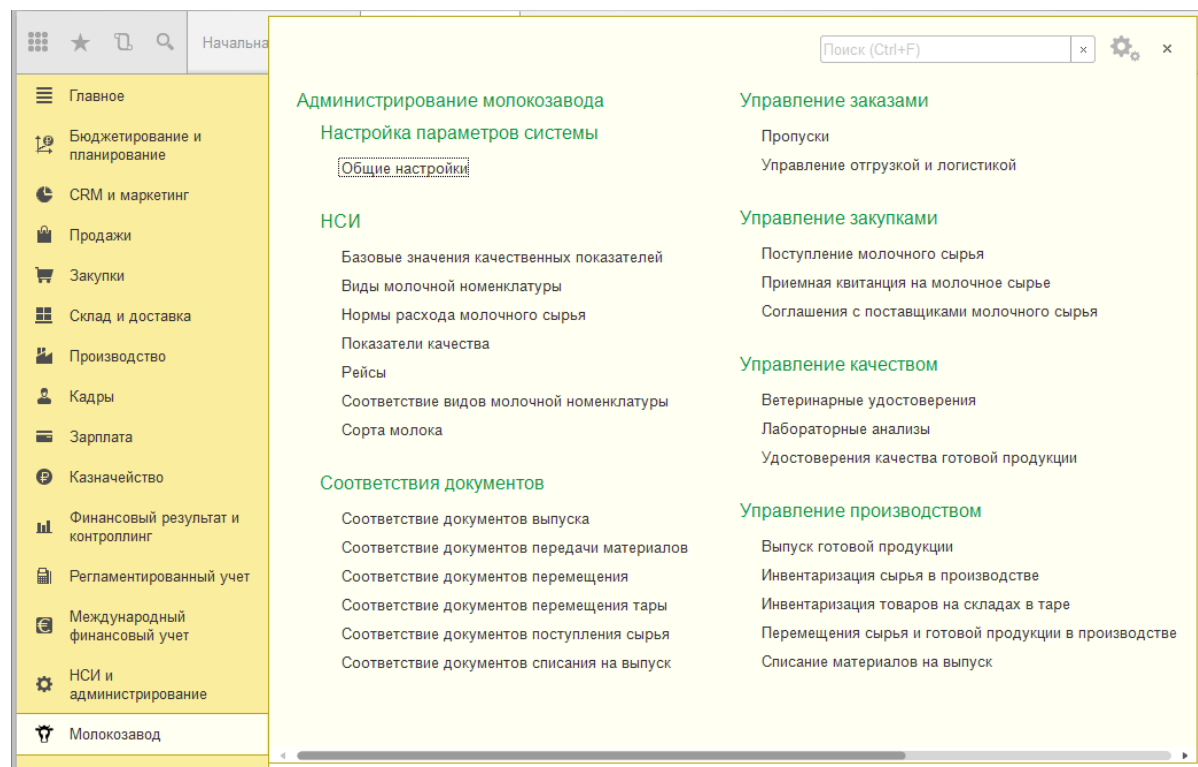 Начальна
Поиск (Ctrl+F)
Главное
Бюджетирование и
планирование
CRM и маркетинг
Продажи
Закупки
Склад и доставка
Производство
Кадры
Зарплата
Казначейство
Финансовый результат и
контроллинг
Регламентированный учет
Международный
финансовый учет
НСИ и
администрирование
Молокозавод
Администрирование молокозавода
Настройка параметров системы
Общие настройки
НСИ
Базовые значения качественных показателей
Виды молочной номенклатуры
Нормы расхода молочного сырья
Показатели качества
Рейсы
Соответствие видов молочной номенклатуры
Сорта молока
Соответствия документов
Соответствие документов выпуска
Соответствие документов передачи материалов
Соответствие документов перемещения
Соответствие документов перемещения тары
Соответствие документов поступления сырья
Соответствие документов списания на выпуск
Управление заказами
Пропуски
Управление отгрузкой и логистикой
Управление закупками
Поступление молочного сырья
Приемная квитанция на молочное сырье
Соглашения с поставщиками молочного сырья
Управление качеством
Ветеринарные удостоверения
Лабораторные анализы
Удостоверения качества готовой продукции
Управление производством
Выпуск готовой продукции
Инвентаризация сырья в производстве
Инвентаризация товаров на складах в таре
Перемещения сырья и готовой продукции в производстве
Списание материалов на выпуск